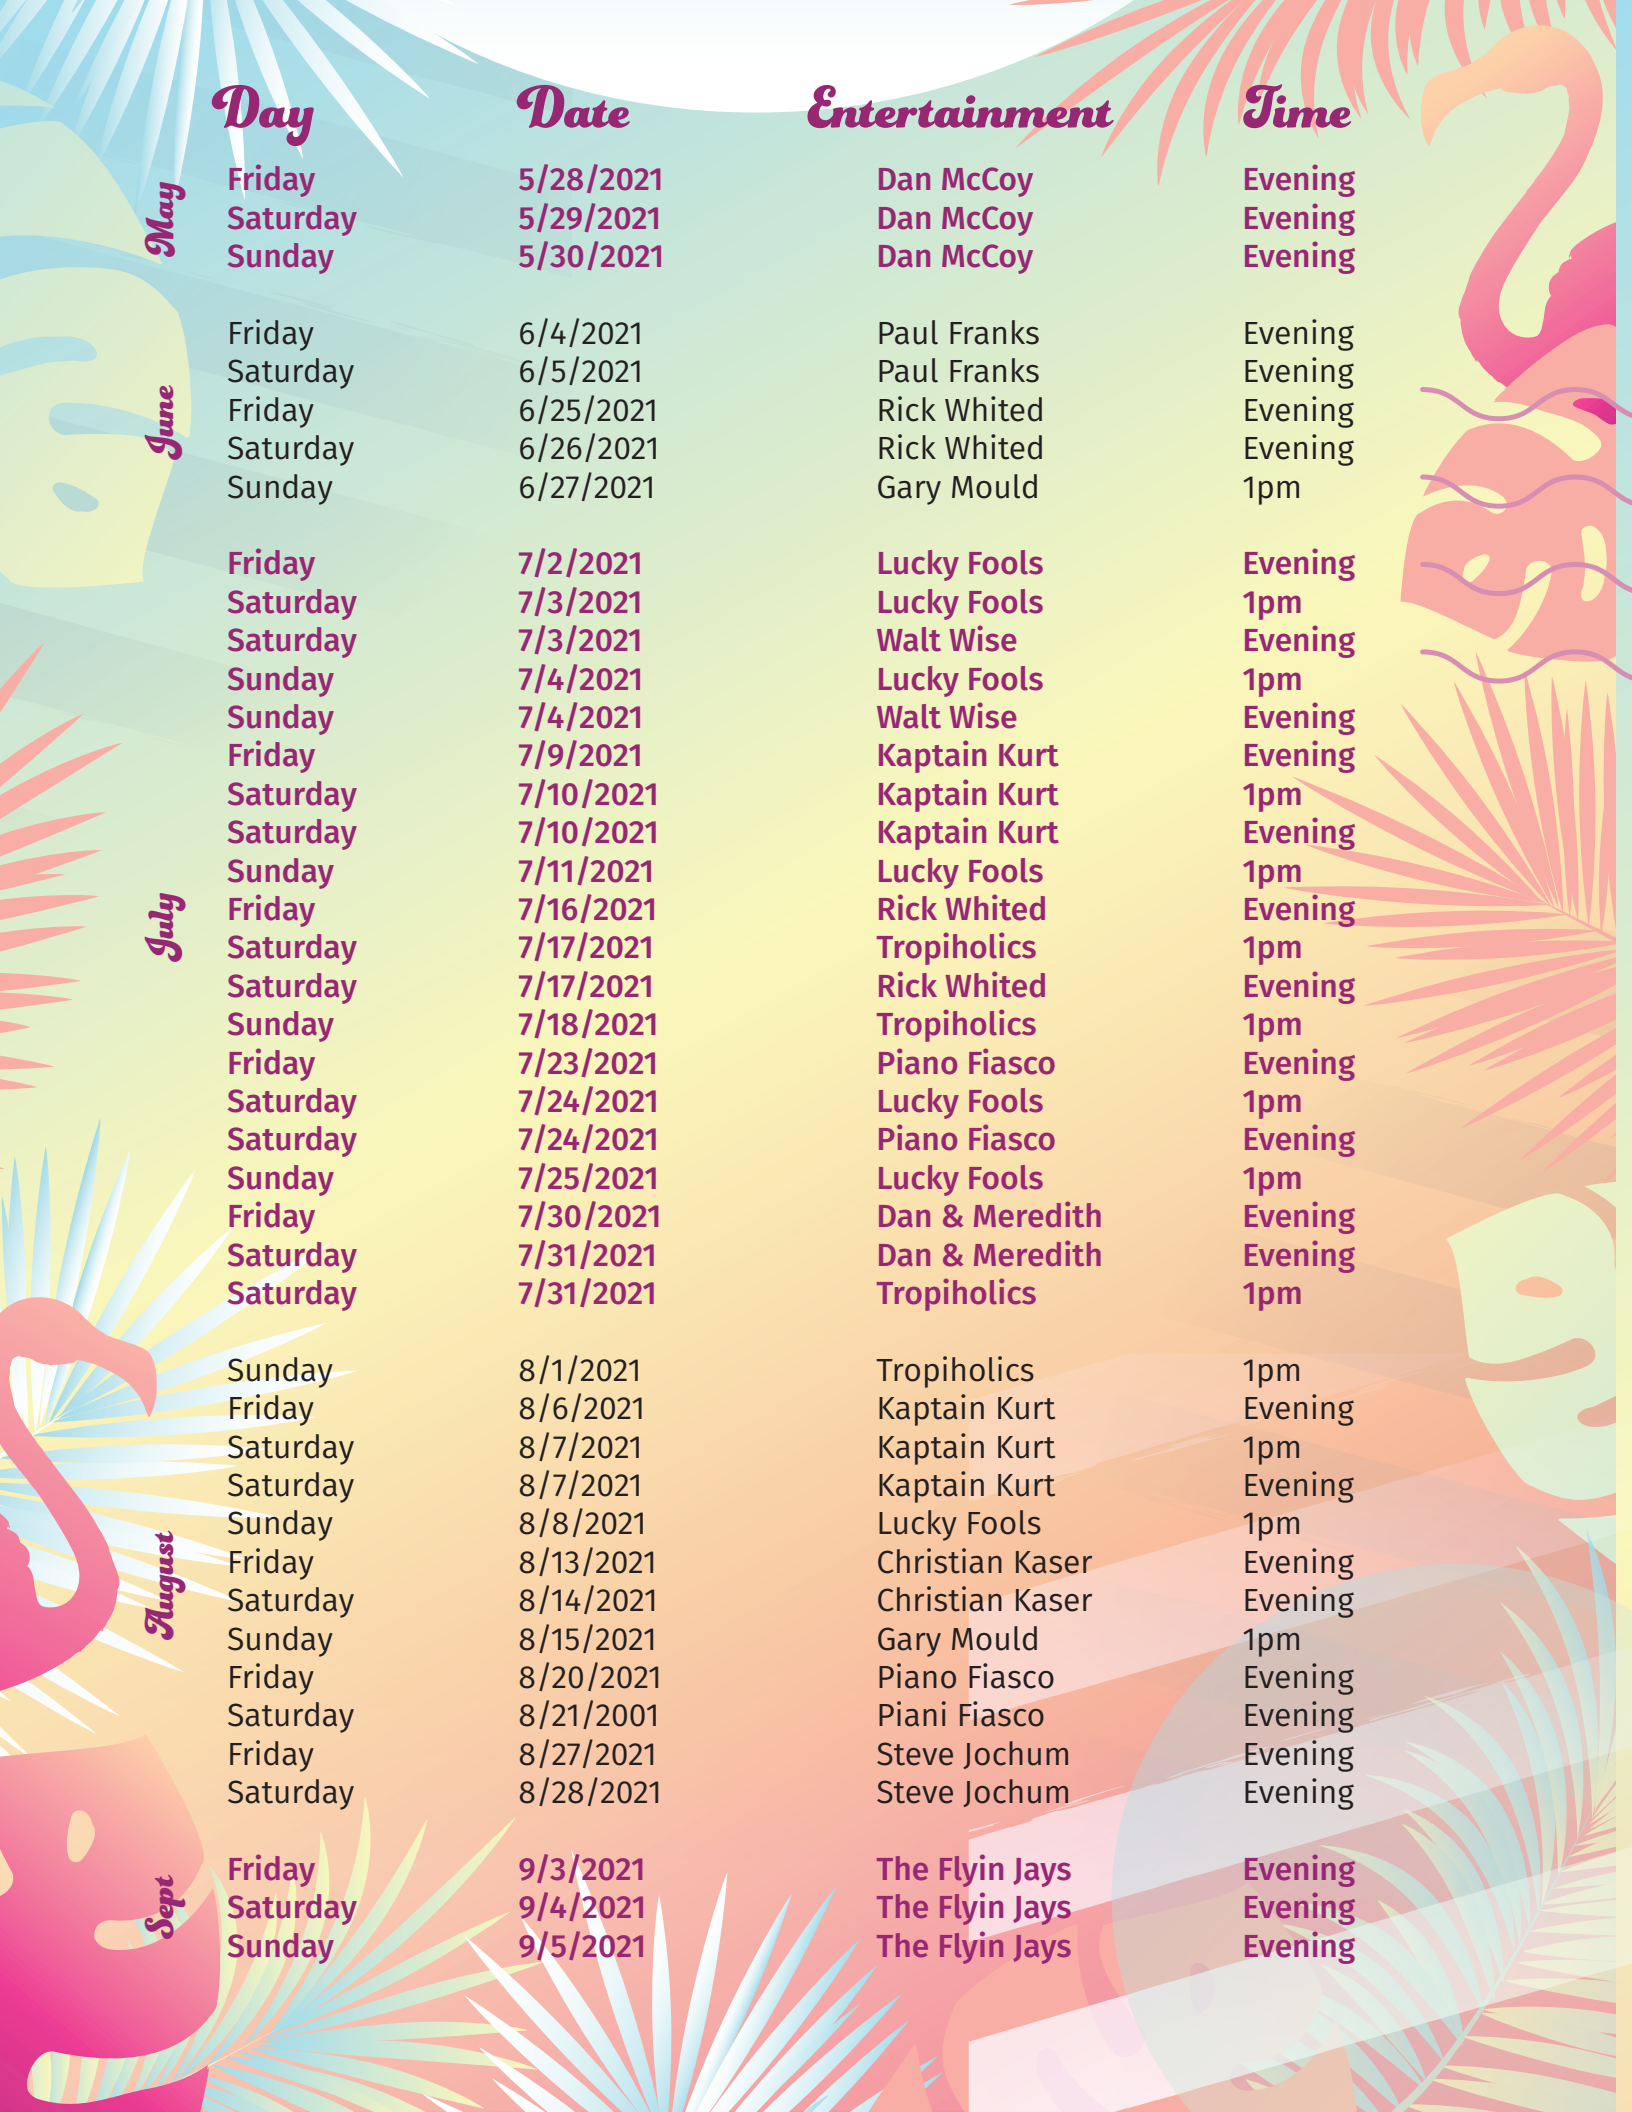 Day Date Entertainment Time
May
Friday 5/28/2021 Dan McCoy Evening
Saturday 5/29/2021 Dan McCoy Evening
Sunday 5/30/2021 Dan McCoy Evening
June
Friday 6/4/2021 Paul Franks Evening
Saturday 6/5/2021 Paul Franks Evening
Friday 6/25/2021 Rick Whited Evening
Saturday 6/26/2021 Rick Whited Evening
Sunday 6/27/2021 Gary Mould 1pm
July
Friday 7/2/2021 Lucky Fools Evening
Saturday 7/3/2021 Lucky Fools 1pm
Saturday 7/3/2021 Walt Wise Evening
Sunday 7/4/2021 Lucky Fools 1pm
Sunday 7/4/2021 Walt Wise Evening
Friday 7/9/2021 Kaptain Kurt Evening
Saturday 7/10/2021 Kaptain Kurt 1pm
Saturday 7/10/2021 Kaptain Kurt Evening
Sunday 7/11/2021 Lucky Fools 1pm
Friday 7/16/2021 Rick Whited Evening
Saturday 7/17/2021 Tropiholics 1pm
Saturday 7/17/2021 Rick Whited Evening
Sunday 7/18/2021 Tropiholics 1pm
Friday 7/23/2021 Piano Fiasco Evening
Saturday 7/24/2021 Lucky Fools 1pm
Saturday 7/24/2021 Piano Fiasco Evening
Sunday 7/25/2021 Lucky Fools 1pm
Friday 7/30/2021 Dan & Meredith Evening
Saturday 7/31/2021 Dan & Meredith Evening
Saturday 7/31/2021 Tropiholics 1pm
August
Sunday 8/1/2021 Tropiholics 1pm
Friday 8/6/2021 Kaptain Kurt Evening
Saturday 8/7/2021 Kaptain Kurt 1pm
Saturday 8/7/2021 Kaptain Kurt Evening
Sunday 8/8/2021 Lucky Fools 1pm
Friday 8/13/2021 Christian Kaser Evening
Saturday 8/14/2021 Christian Kaser Evening
Sunday 8/15/2021 Gary Mould 1pm
Friday 8/20/2021 Piano Fiasco Evening
Saturday 8/21/2001 Piani Fiasco Evening
Friday 8/27/2021 Steve Jochum Evening
Saturday 8/28/2021 Steve Jochum Evening
Sept
Friday 9/3/2021 The Flyin Jays Evening
Saturday 9/4/2021 The Flyin Jays Evening
Sunday 9/5/2021 The Flyin Jays Evening